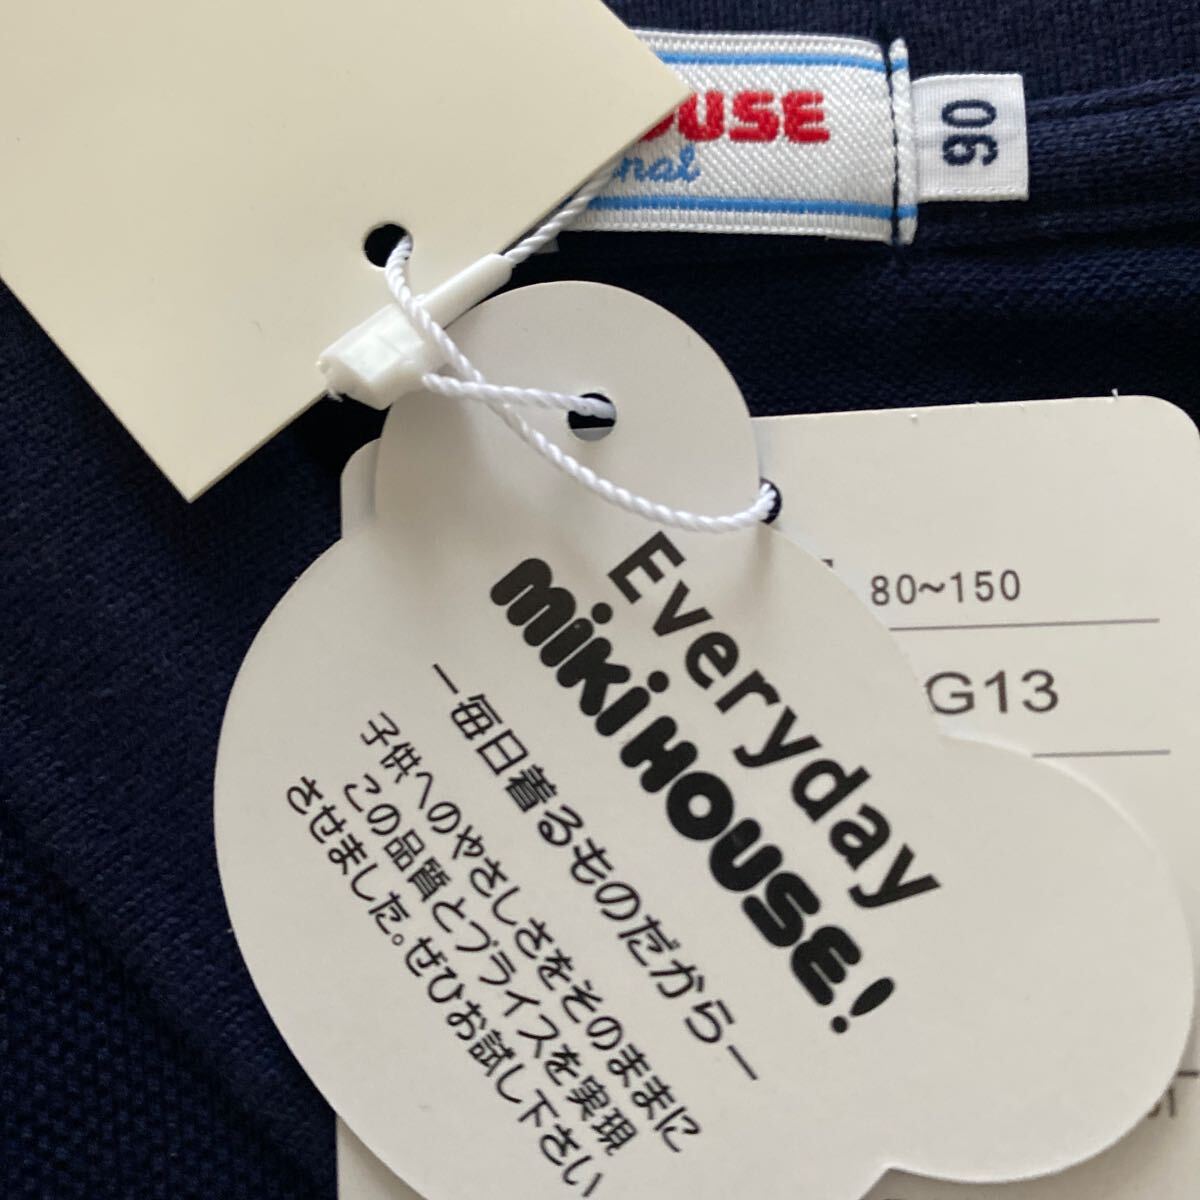 HOUSE
90
80~150
G13
Everyday
mikiHOUSE!
ー毎日着るものだからー
子供へのやさしさをそのままに
この品質とプライスを実現
させました。ぜひお試し下さい